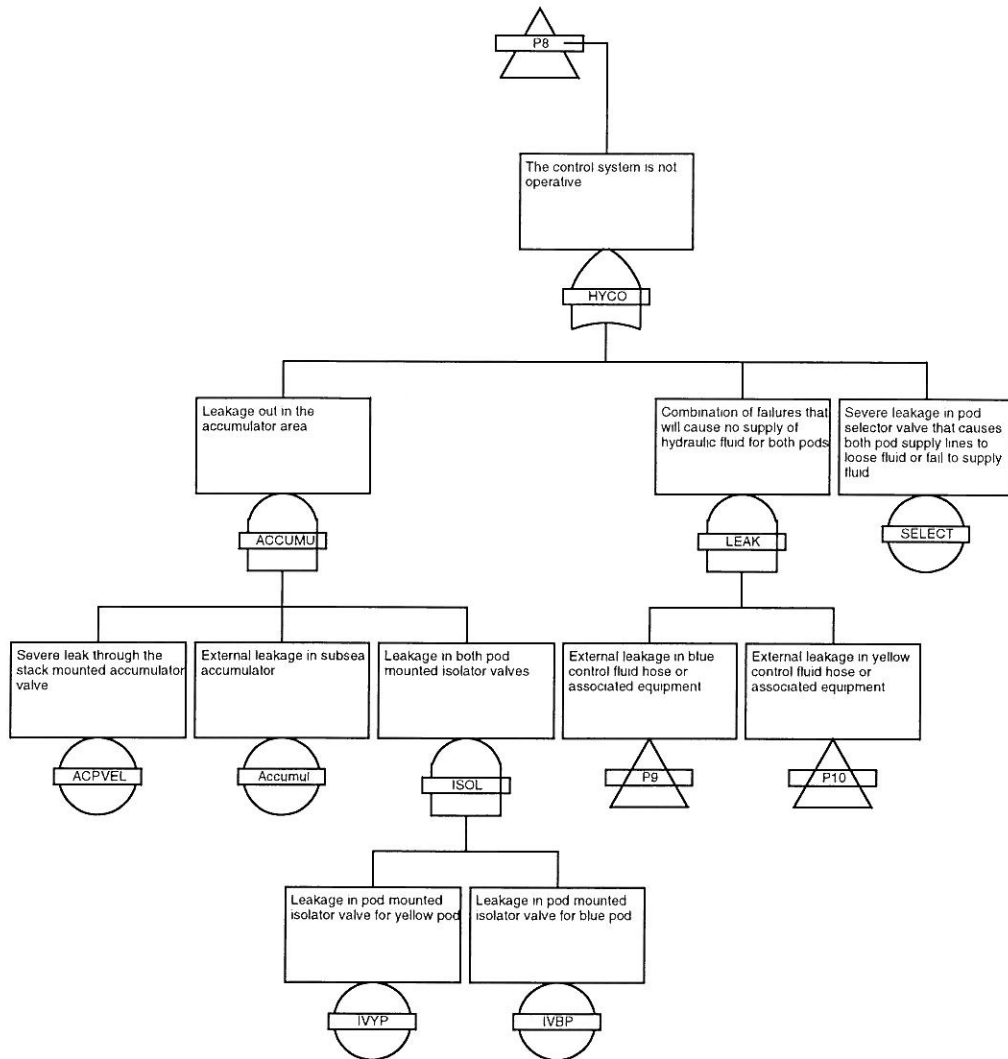 P8
The control system is not
operative
HYCO
Leakage out in the
accumulator area
ACCUMU
Combination of failures that
will cause no supply of
hydraulic fluid for both pods
LEAK
Severe leakage in pod
selector valve that causes
both pod supply lines to
loose fluid or fail to supply
fluid
SELECT
Severe leak through the
stack mounted accumulator
valve
ACPVEL
External leakage in subsea
accumulator
Accumul
Leakage in both pod
mounted isolator valves
ISOL
External leakage in blue
control fluid hose or
associated equipment
P9
External leakage in yellow
control fluid hose or
associated equipment
P10
Leakage in pod mounted
isolator valve for yellow pod
IVYP
Leakage in pod mounted
isolator valve for blue pod
IVBP